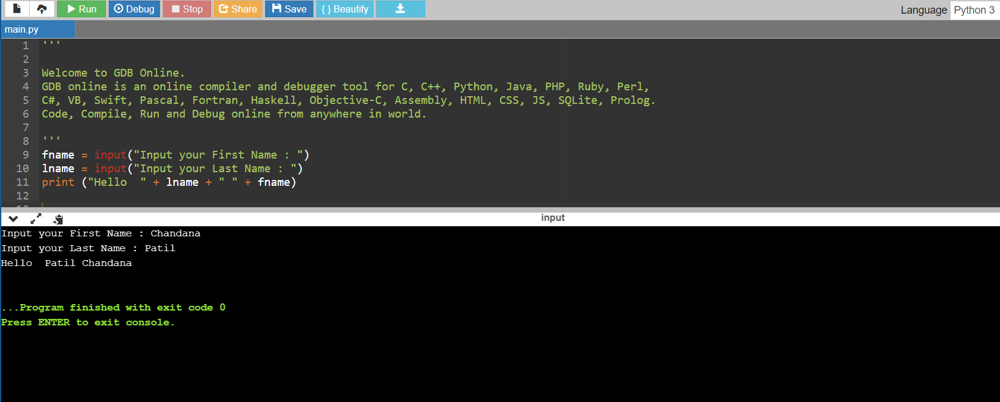 Run Debug Stop Share Save { } Beautify Language Python 3
main.py
1 '''
2
3 Welcome to GDB Online.
4 GDB online is an online compiler and debugger tool for C, C++, Python, Java, PHP, Ruby, Perl,
5 C#, VB, Swift, Pascal, Fortran, Haskell, Objective-C, Assembly, HTML, CSS, JS, SQLite, Prolog.
6 Code, Compile, Run and Debug online from anywhere in world.
7
8 '''
9 fname = input("Input your First Name : ")
10 lname = input("Input your Last Name : ")
11 print ("Hello  " + lname + " " + fname)
12
input
Input your First Name : Chandana
Input your Last Name : Patil
Hello  Patil Chandana
...Program finished with exit code 0
Press ENTER to exit console.